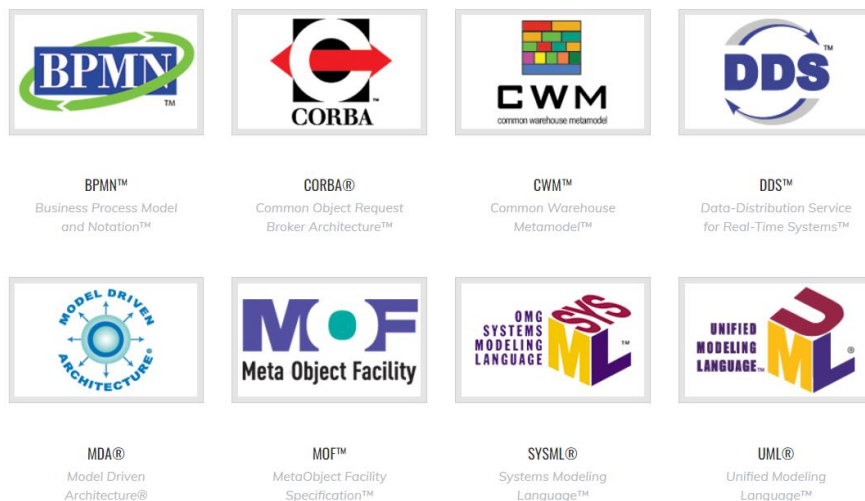 BPMN
™
CORBA
™
CWM
common warehouse metamodel
DDS
™
BPMN™
Business Process Model
and Notation™
CORBA®
Common Object Request
Broker Architecture™
CWM™
Common Warehouse
Metamodel™
DDS™
Data-Distribution Service
for Real-Time Systems™
MODEL DRIVEN
ARCHITECTURE®
MOF
Meta Object Facility
OMG
SYSTEMS
MODELING
LANGUAGE
SYS
ML
™
UNIFIED
MODELING
LANGUAGE™
UML
®
MDA®
Model Driven
Architecture®
MOF™
MetaObject Facility
Specification™
SYSML®
Systems Modeling
Language™
UML®
Unified Modeling
Language™